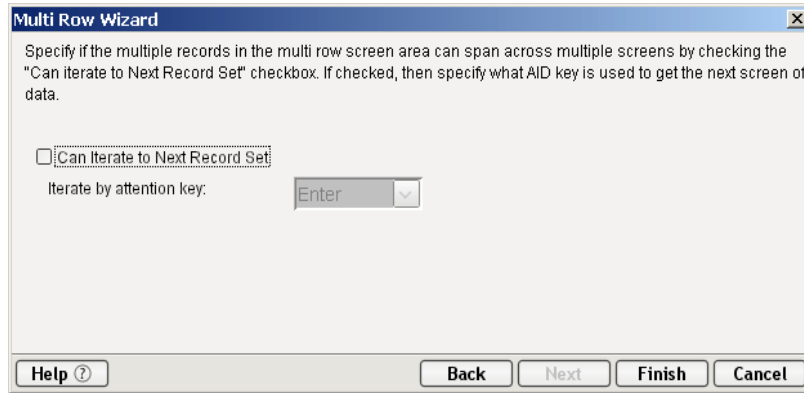 Multi Row Wizard
Specify if the multiple records in the multi row screen area can span across multiple screens by checking the
"Can iterate to Next Record Set" checkbox. If checked, then specify what AID key is used to get the next screen of
data.
Can Iterate to Next Record Set
Iterate by attention key:
Enter
Help ?
Back
Next
Finish
Cancel